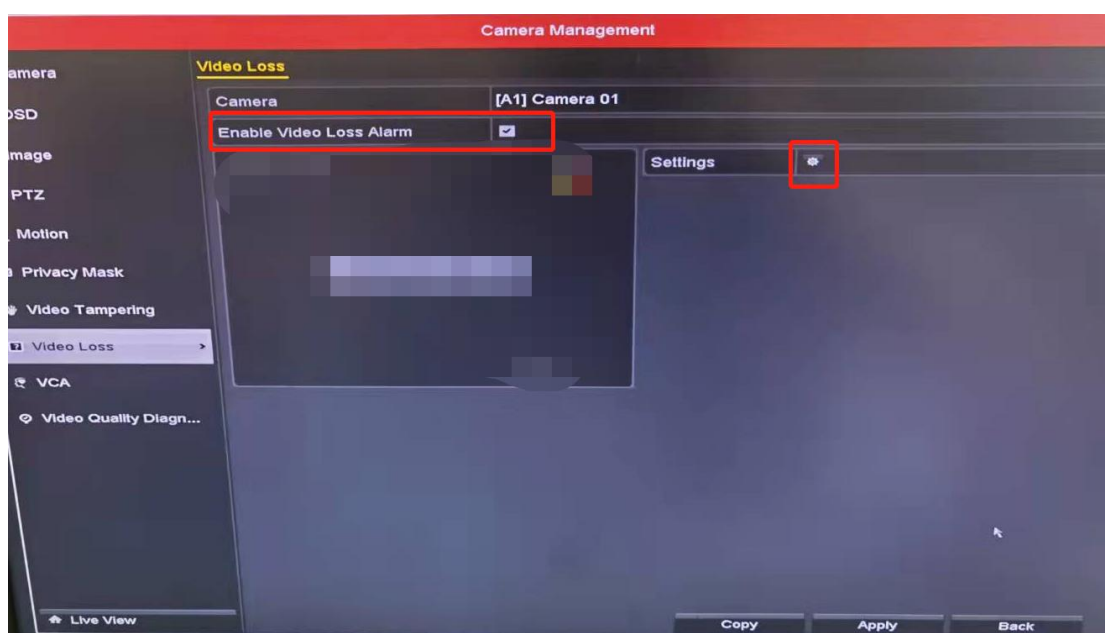 Camera Management
amera
Video Loss
Camera
[A1] Camera 01
OSD
Enable Video Loss Alarm
mage
Settings
PTZ
Motion
Privacy Mask
Video Tampering
Video Loss
VCA
Video Quality Diagn...
Live View
Copy
Apply
Back